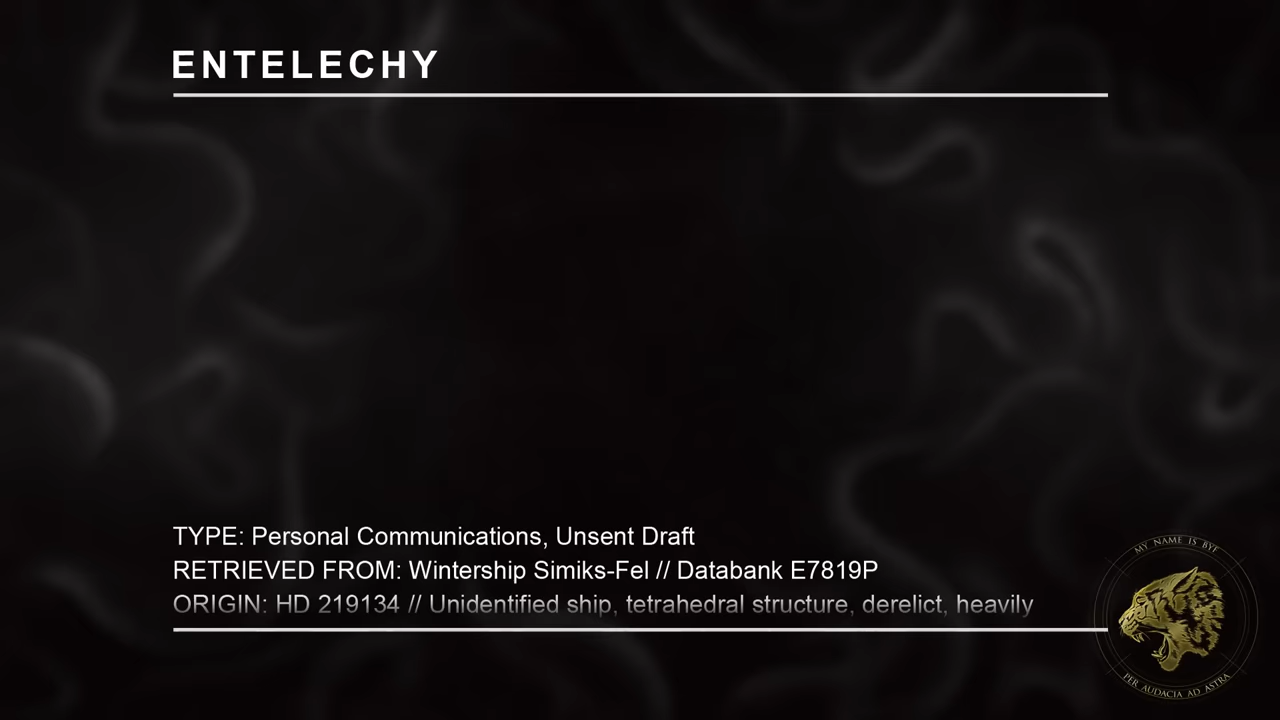 ENTELECHY
TYPE: Personal Communications, Unsent Draft
RETRIEVED FROM: Wintership Simiks-Fel // Databank E7819P
ORIGIN: HD 219134 // Unidentified ship, tetrahedral structure, derelict, heavily
MY NAME IS BYF
PER AUDACIA AD ASTRA